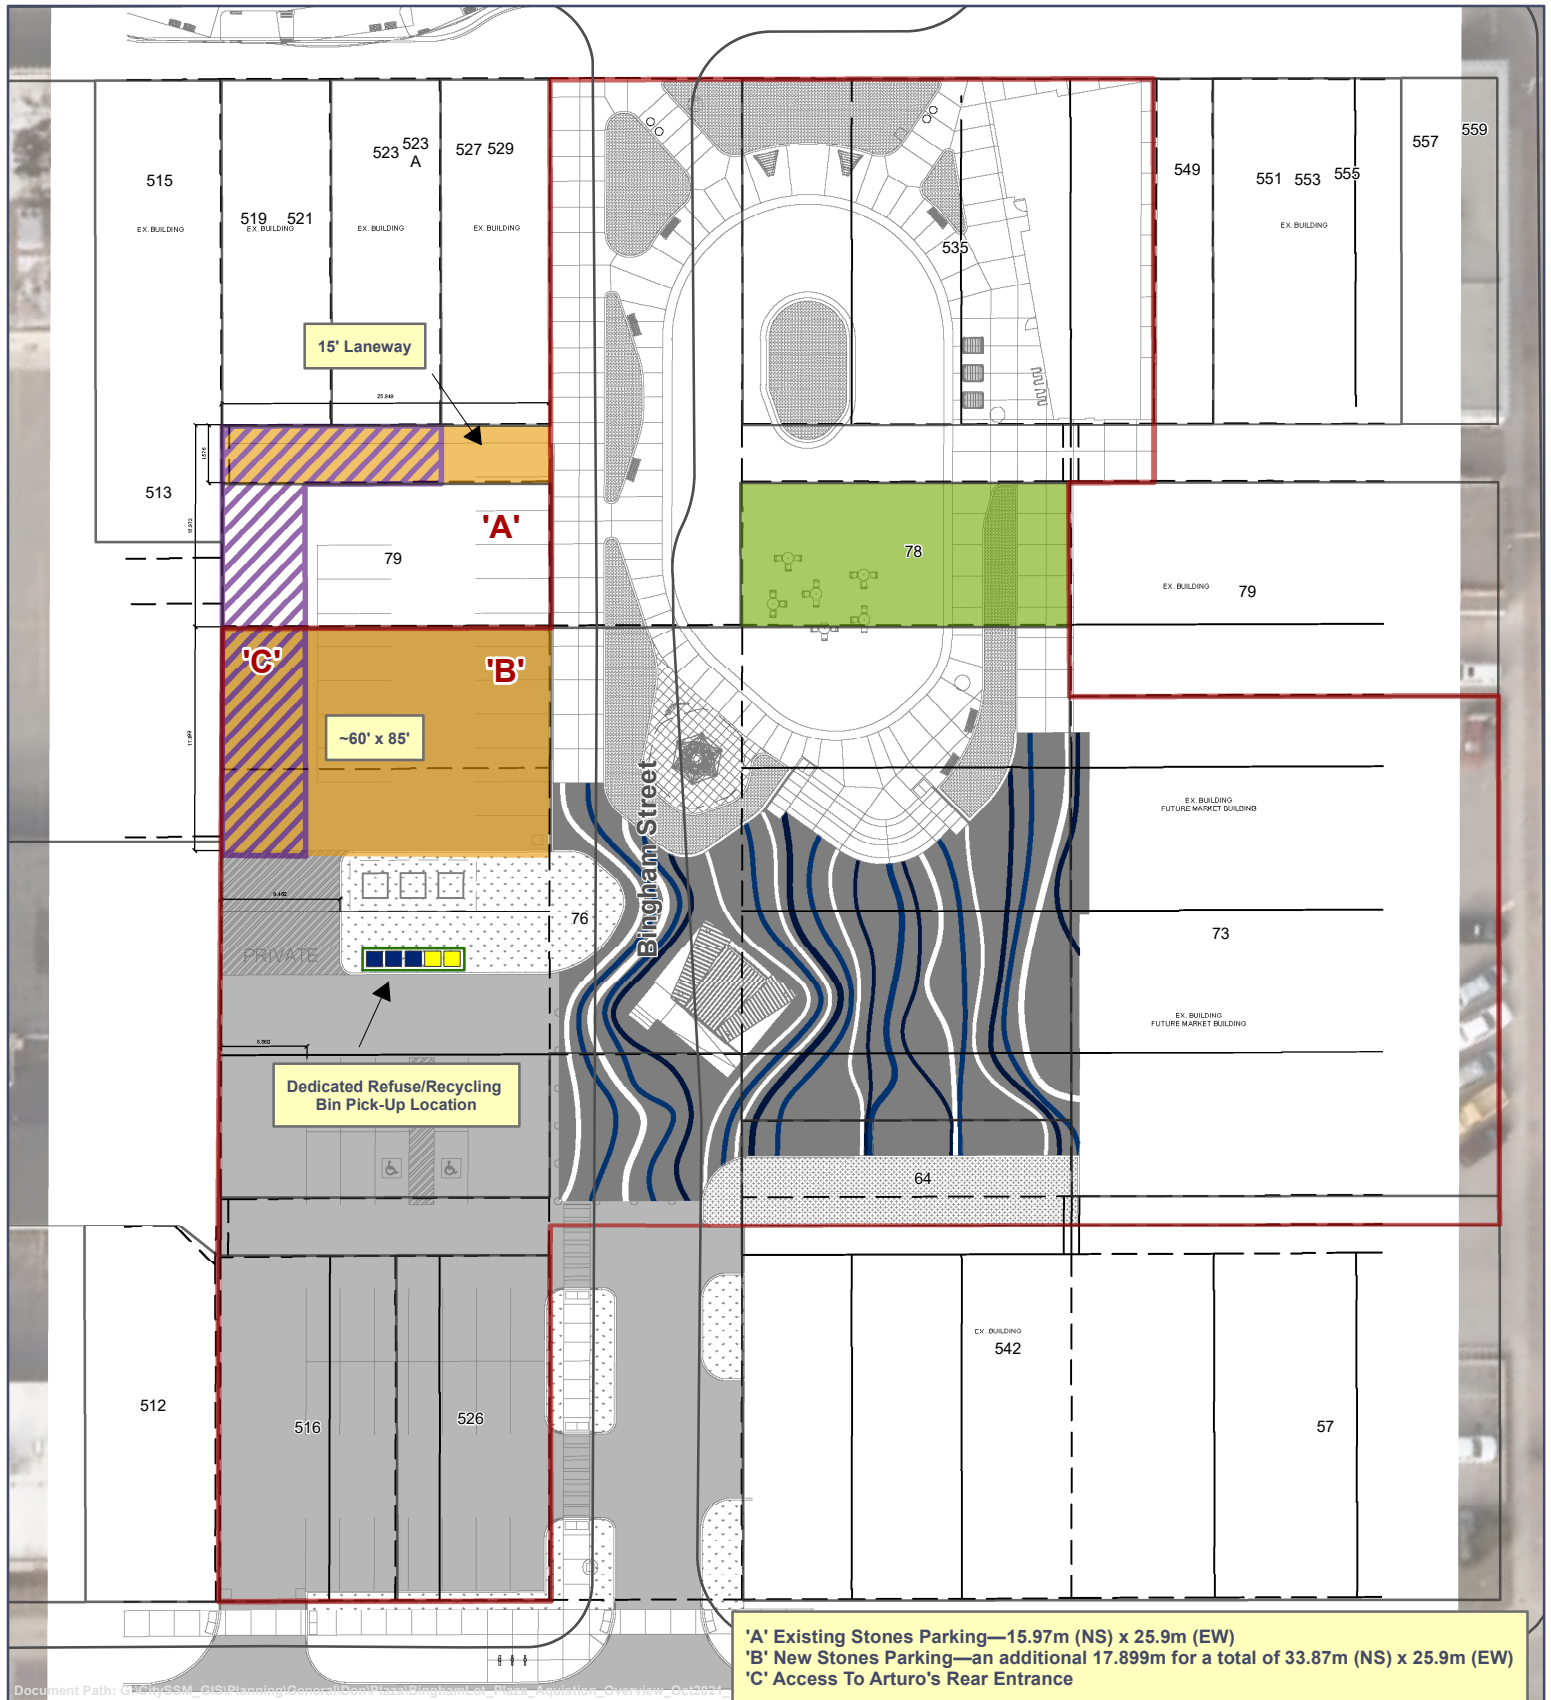 515
519
521
523
523
A
527
529
549
551
553
555
557
559
EX. BUILDING
EX. BUILDING
EX. BUILDING
EX. BUILDING
EX. BUILDING
535
15' Laneway
25.949
513
'A'
79
78
EX. BUILDING
79
'C'
'B'
~60' x 85'
Bingham Street
EX. BUILDING
FUTURE MARKET BUILDING
9.462
76
73
PRIVATE
EX. BUILDING
FUTURE MARKET BUILDING
Dedicated Refuse/Recycling
Bin Pick-Up Location
64
EX. BUILDING
542
512
516
526
57
'A' Existing Stones Parking—15.97m (NS) x 25.9m (EW)
'B' New Stones Parking—an additional 17.899m for a total of 33.87m (NS) x 25.9m (EW)
'C' Access To Arturo's Rear Entrance